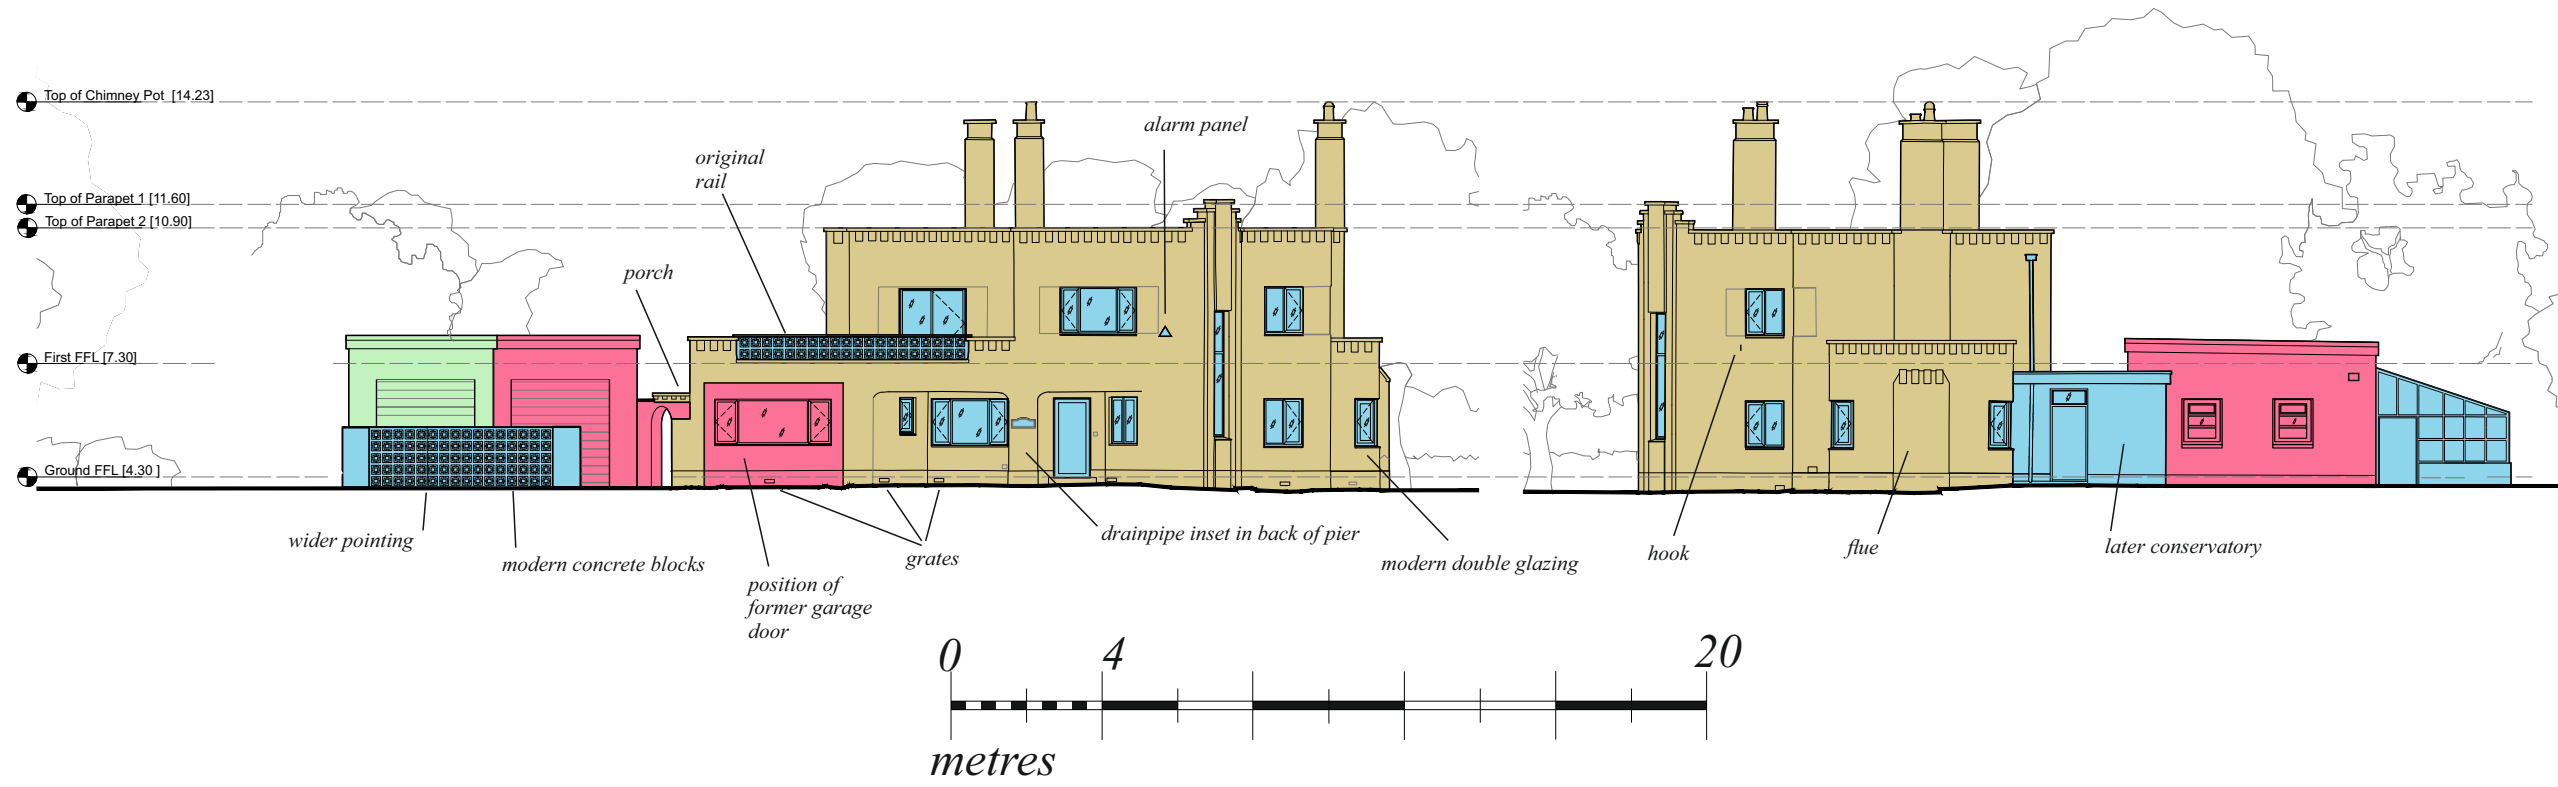 Top of Chimney Pot [14.23]
alarm panel
original
rail
Top of Parapet 1 [11.60]
Top of Parapet 2 [10.90]
porch
First FFL [7.30]
Ground FFL [4.30 ]
wider pointing
modern concrete blocks
position of
former garage
door
grates
drainpipe inset in back of pier
modern double glazing
hook
flue
later conservatory
0 4 20
metres